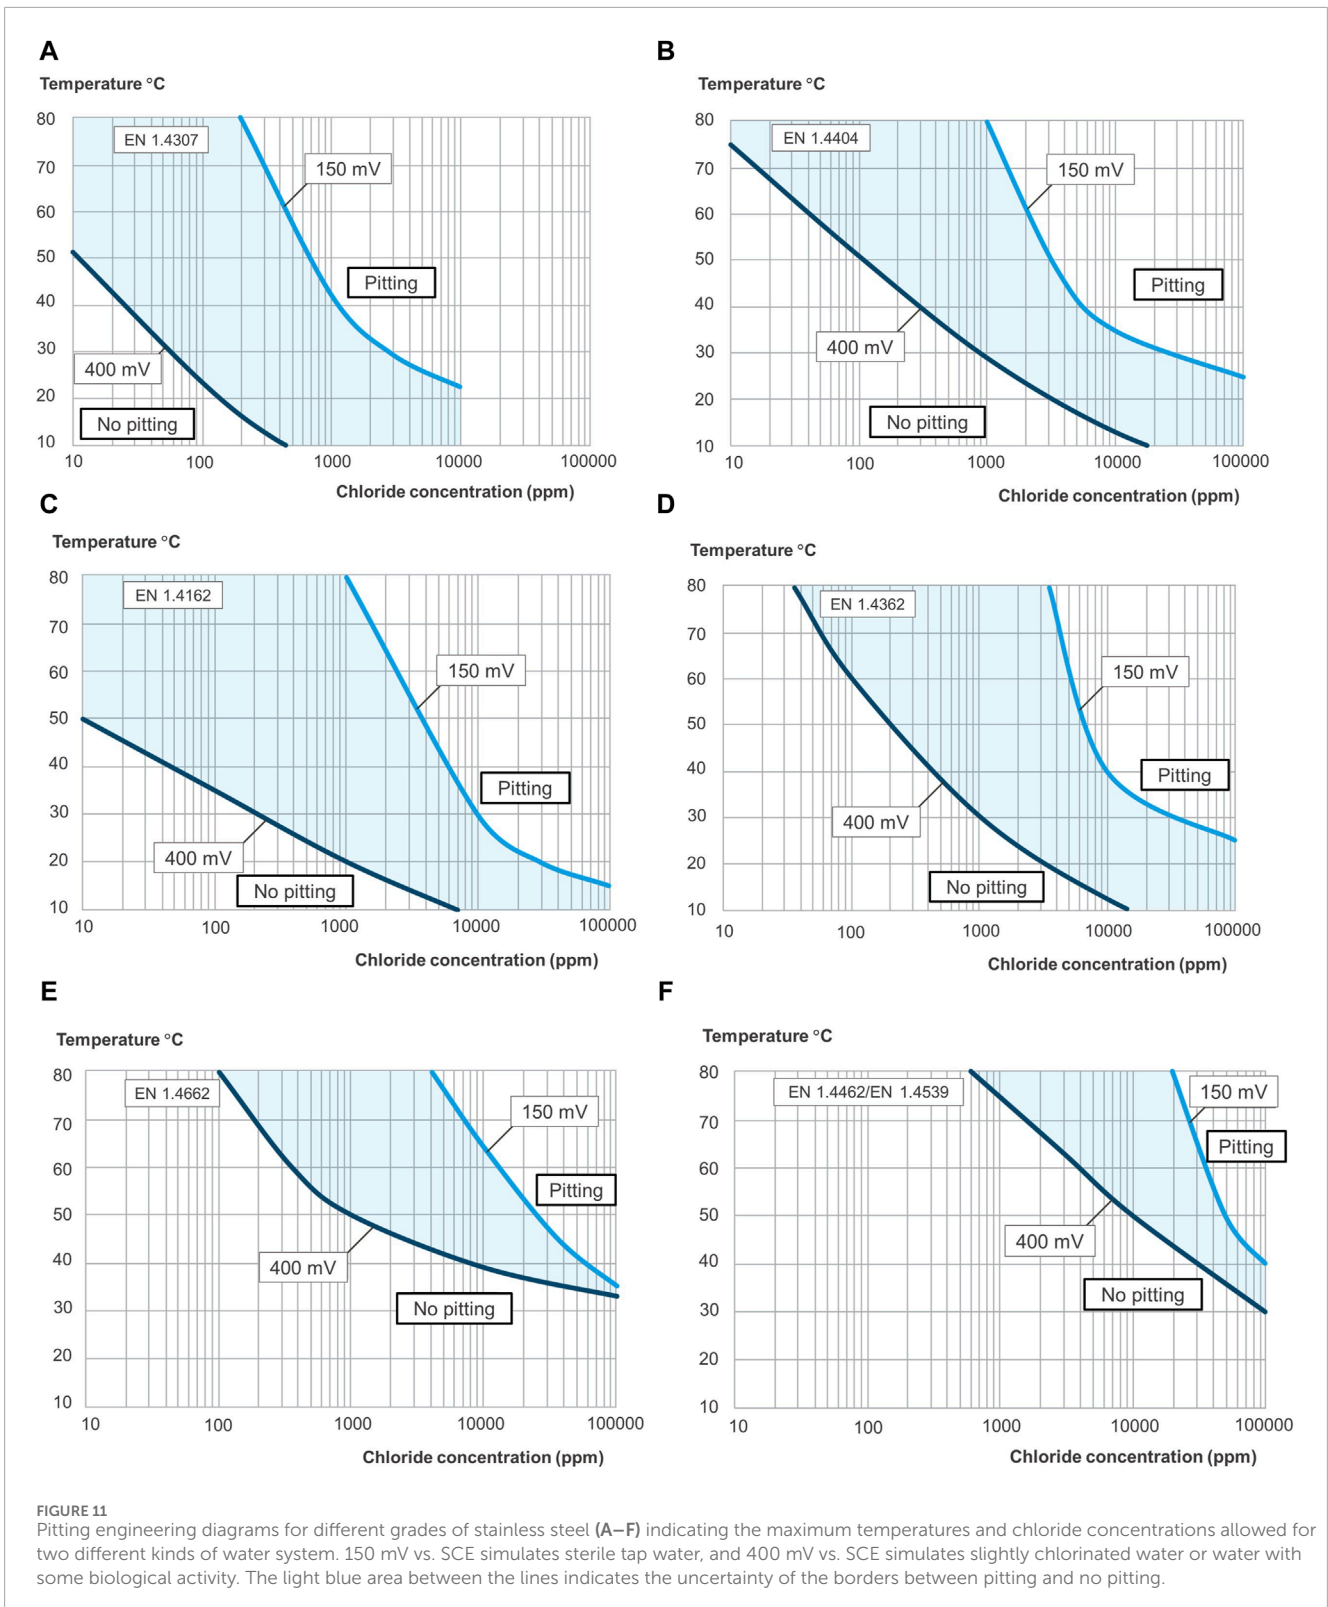 A
Temperature °C
80
70
60
50
40
30
20
10
EN 1.4307
150 mV
Pitting
400 mV
No pitting
10
100
1000
10000
100000
Chloride concentration (ppm)
B
Temperature °C
80
70
60
50
40
30
20
10
EN 1.4404
150 mV
Pitting
400 mV
No pitting
10
100
1000
10000
100000
Chloride concentration (ppm)
C
Temperature °C
80
70
60
50
40
30
20
10
EN 1.4162
150 mV
Pitting
400 mV
No pitting
10
100
1000
10000
100000
Chloride concentration (ppm)
D
Temperature °C
80
70
60
50
40
30
20
10
EN 1.4362
150 mV
Pitting
400 mV
No pitting
10
100
1000
10000
100000
Chloride concentration (ppm)
E
Temperature °C
80
70
60
50
40
30
20
10
EN 1.4662
150 mV
Pitting
400 mV
No pitting
10
100
1000
10000
100000
Chloride concentration (ppm)
F
Temperature °C
80
70
60
50
40
30
20
10
EN 1.4462/EN 1.4539
150 mV
Pitting
400 mV
No pitting
10
100
1000
10000
100000
Chloride concentration (ppm)
FIGURE 11
Pitting engineering diagrams for different grades of stainless steel (A–F) indicating the maximum temperatures and chloride concentrations allowed for
two different kinds of water system. 150 mV vs. SCE simulates sterile tap water, and 400 mV vs. SCE simulates slightly chlorinated water or water with
some biological activity. The light blue area between the lines indicates the uncertainty of the borders between pitting and no pitting.